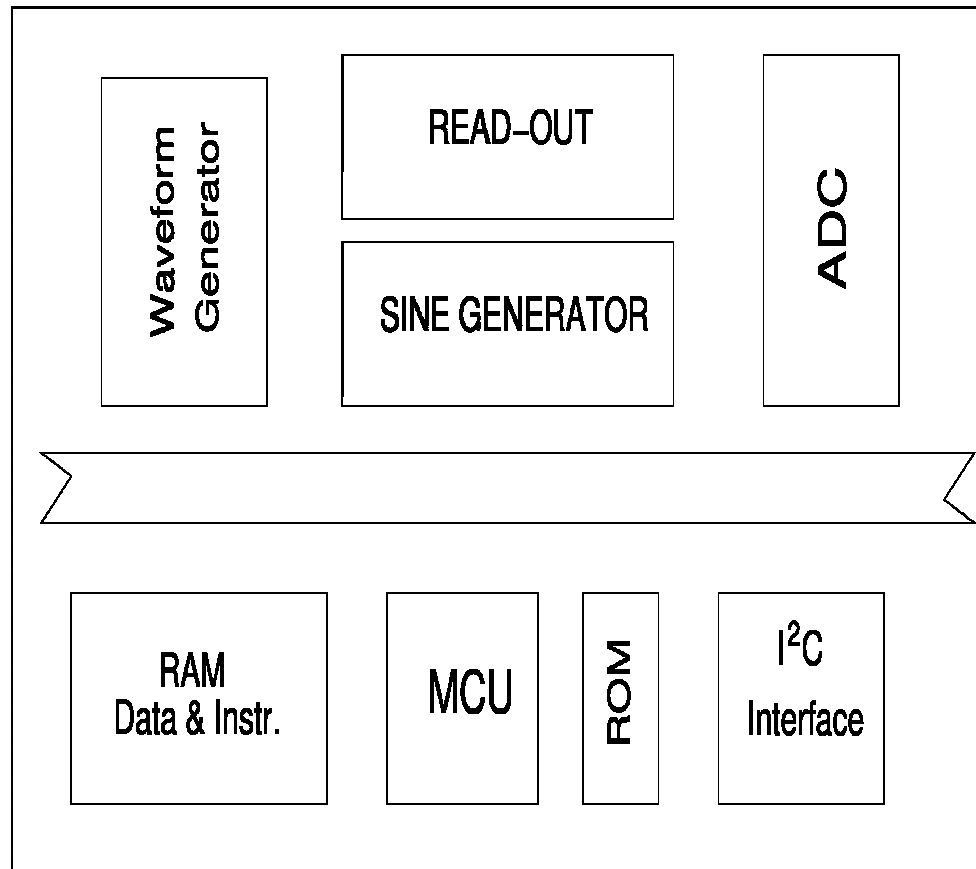 Waveform
Generator
READ–OUT
SINE GENERATOR
ADC
RAM
Data & Instr.
MCU
ROM
I²C
Interface